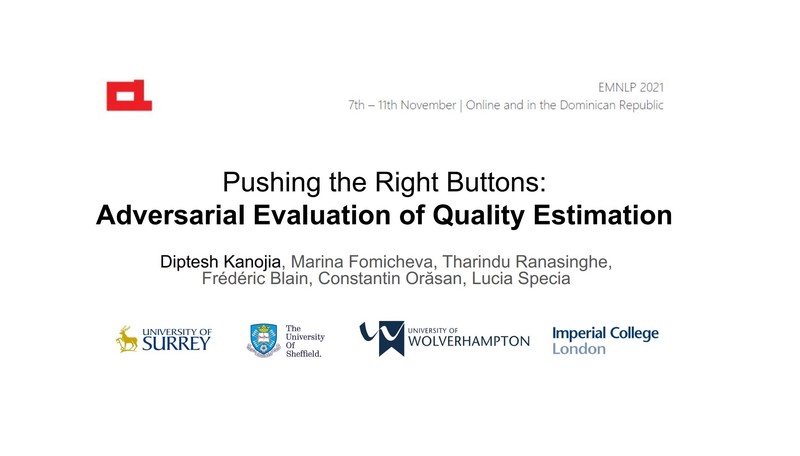 EMNLP 2021
7th – 11th November | Online and in the Dominican Republic
Pushing the Right Buttons:
Adversarial Evaluation of Quality Estimation
Diptesh Kanojia, Marina Fomicheva, Tharindu Ranasinghe,
Frédéric Blain, Constantin Orăsan, Lucia Specia
UNIVERSITY OF
SURREY
The
University
Of
Sheffield.
UNIVERSITY OF
WOLVERHAMPTON
Imperial College
London